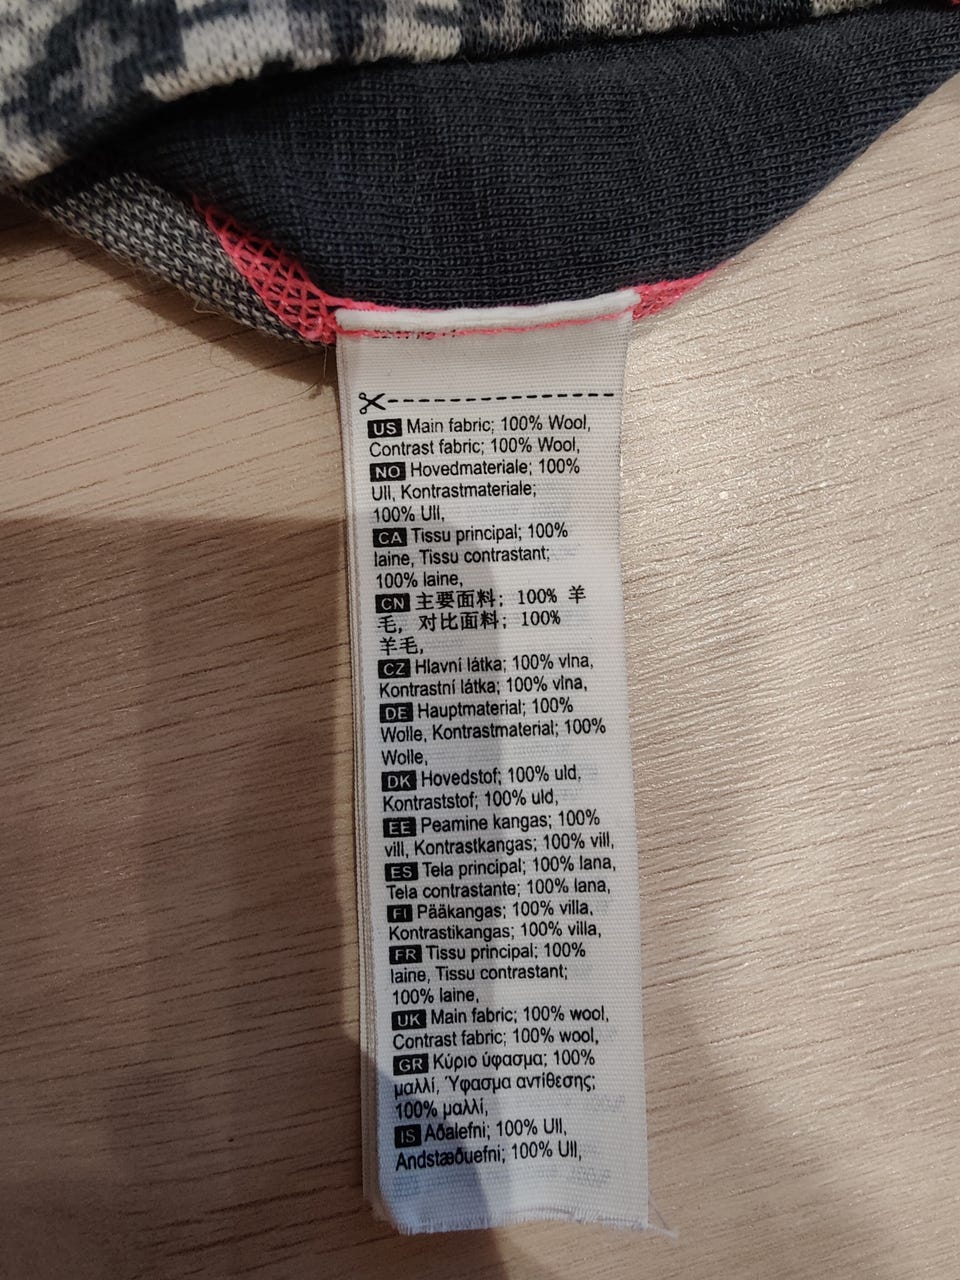 US Main fabric; 100% Wool,
Contrast fabric; 100% Wool,
NO Hovedmateriale; 100%
Ull, Kontrastmateriale;
100% Ull,
CA Tissu principal; 100%
laine, Tissu contrastant;
100% laine,
CN 主要面料; 100% 羊
毛, 对比面料; 100%
羊毛,
CZ Hlavní látka; 100% vlna,
Kontrastní látka; 100% vlna,
DE Hauptmaterial; 100%
Wolle, Kontrastmaterial; 100%
Wolle,
DK Hovedstof; 100% uld,
Kontraststof; 100% uld,
EE Peamine kangas; 100%
vill, Kontrastkangas; 100% vill,
ES Tela principal; 100% lana,
Tela contrastante; 100% lana,
FI Pääkangas; 100% villa,
Kontrastikangas; 100% villa,
FR Tissu principal; 100%
laine, Tissu contrastant;
100% laine,
UK Main fabric; 100% wool,
Contrast fabric; 100% wool,
GR Κύριο ύφασμα; 100%
μαλλί, Ύφασμα αντίθεσης;
100% μαλλί,
IS Aðalefni; 100% Ull,
Andstæðuefni; 100% Ull,